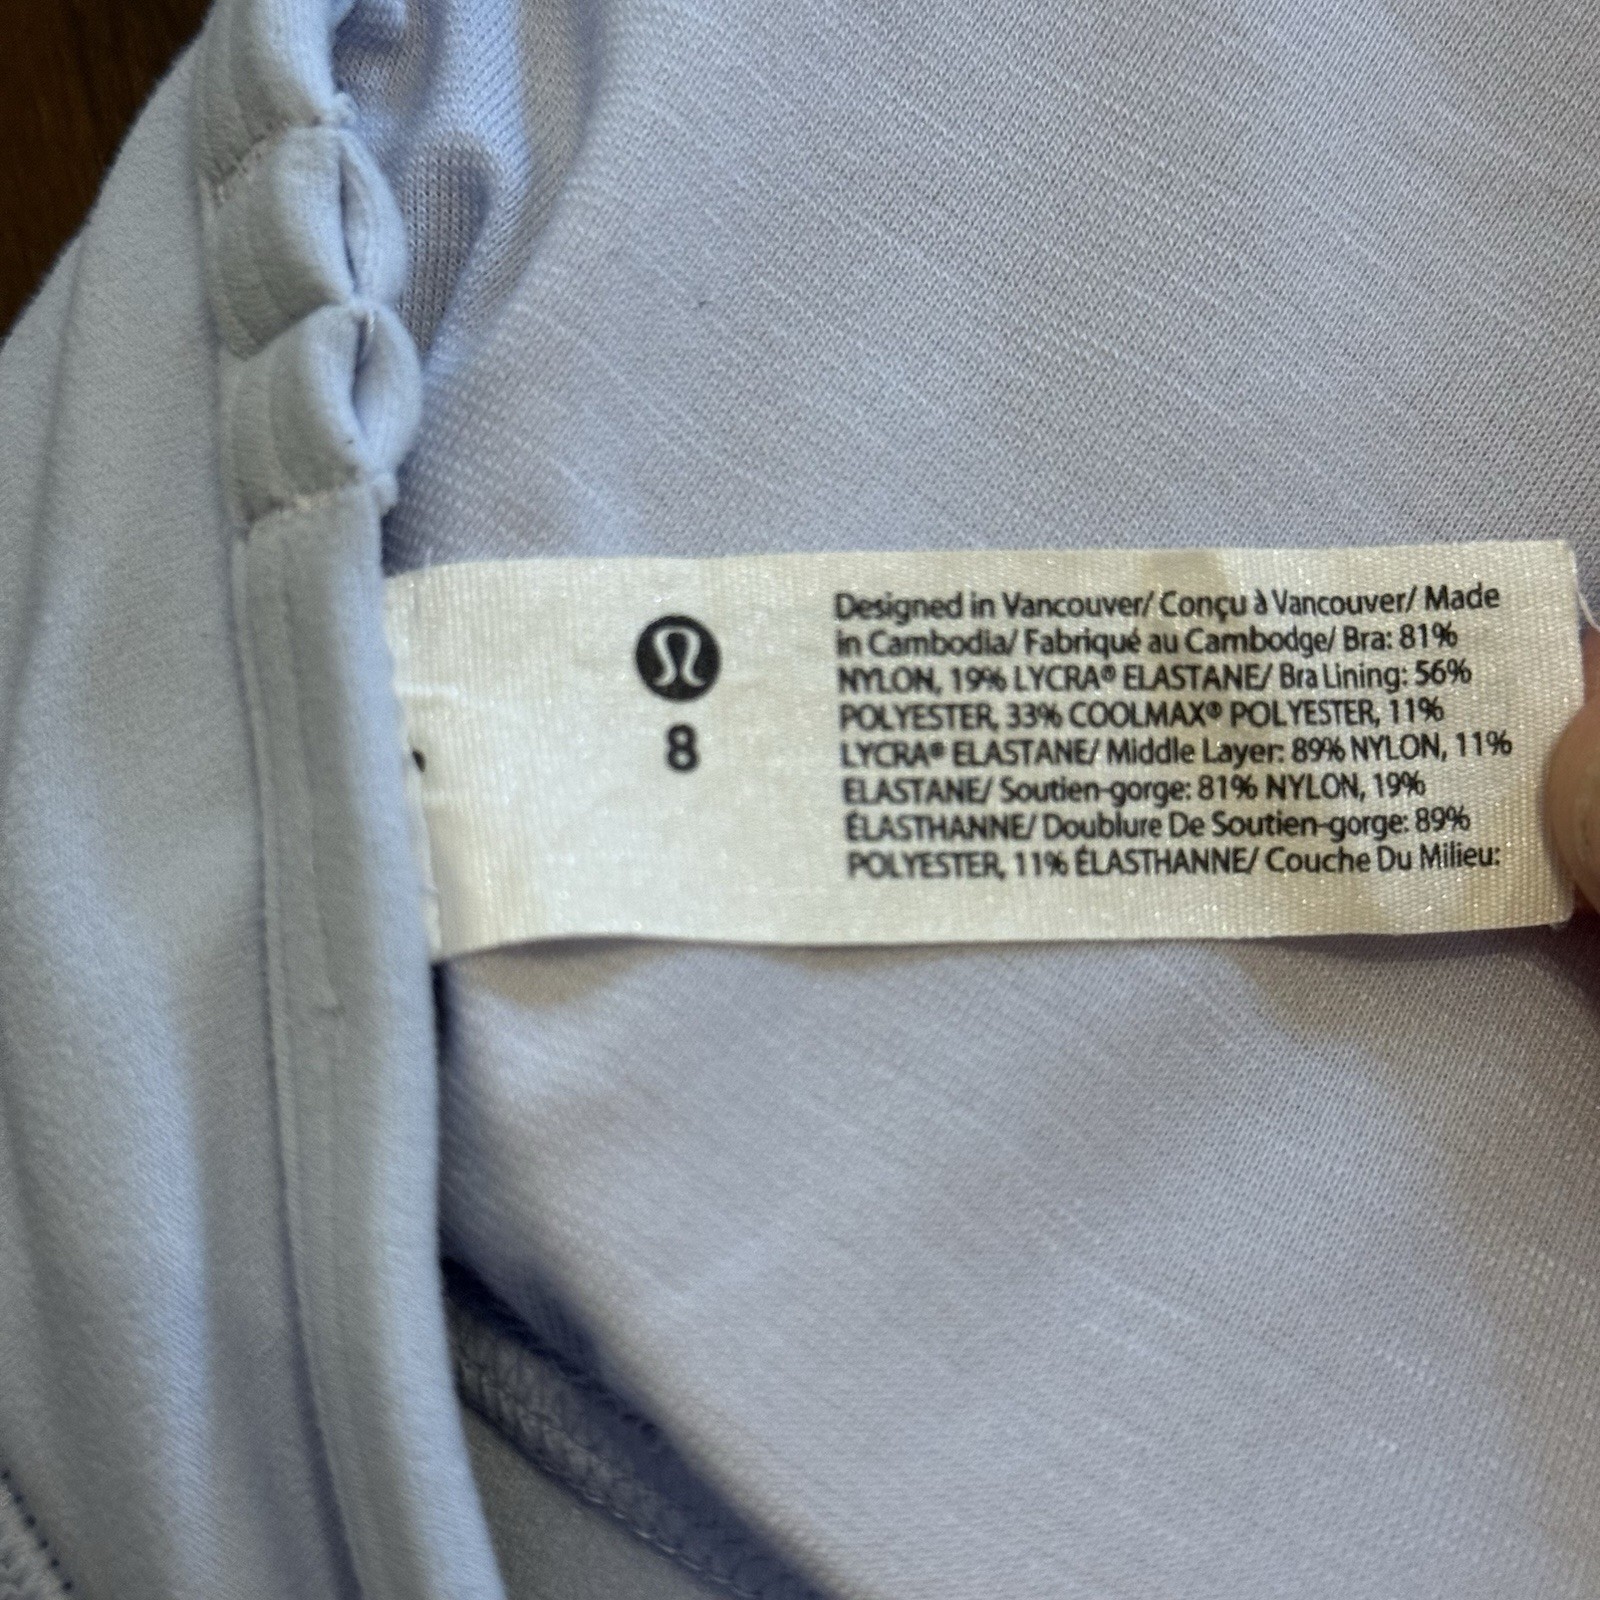 8
Designed in Vancouver/ Conçu à Vancouver/ Made
in Cambodia/ Fabriqué au Cambodge/ Bra: 81%
NYLON, 19% LYCRA® ELASTANE/ Bra Lining: 56%
POLYESTER, 33% COOLMAX® POLYESTER, 11%
LYCRA® ELASTANE/ Middle Layer: 89% NYLON, 11%
ELASTANE/ Soutien-gorge: 81% NYLON, 19%
ÉLASTHANNE/ Doublure De Soutien-gorge: 89%
POLYESTER, 11% ÉLASTHANNE/ Couche Du Milieu: